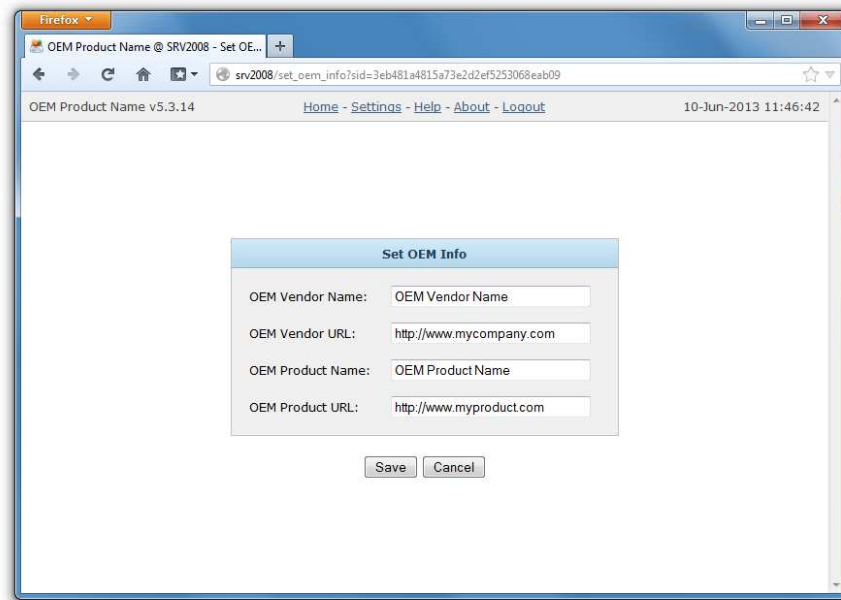 Firefox
OEM Product Name @ SRV2008 - Set OE...
srv2008/set_oem_info?sid=3eb481a4815a73e2d2ef5253068eab09
OEM Product Name v5.3.14 Home - Settings - Help - About - Logout 10-Jun-2013 11:46:42
Set OEM Info
OEM Vendor Name: OEM Vendor Name
OEM Vendor URL: http://www.mycompany.com
OEM Product Name: OEM Product Name
OEM Product URL: http://www.myproduct.com
Save Cancel